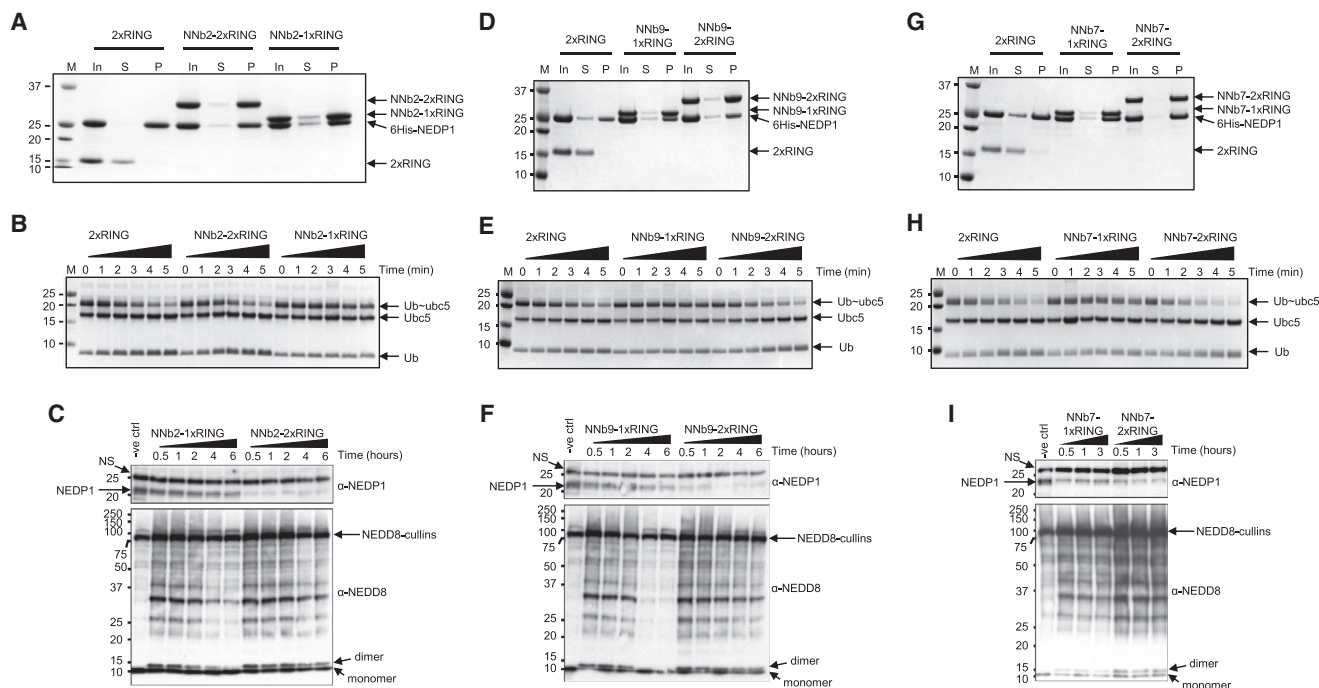 A
2xRING NNb2-2xRING NNb2-1xRING
M In S P In S P In S P
37
25
15
10
NNb2-2xRING
NNb2-1xRING
6His-NEDP1
2xRING
B
2xRING NNb2-2xRING NNb2-1xRING
M 0 1 2 3 4 5 0 1 2 3 4 5 0 1 2 3 4 5 Time (min)
25
20
15
10
Ub~ubc5
Ubc5
Ub
C
-ve ctrl
NNb2-1xRING NNb2-2xRING
0.5 1 2 4 6 0.5 1 2 4 6 Time (hours)
NS
NEDP1
25
20
α-NEDP1
250
150
100
75
50
37
25
20
15
10
NEDD8-cullins
α-NEDD8
dimer
monomer
D
2xRING NNb9-1xRING NNb9-2xRING
M In S P In S P In S P
37
25
20
15
10
NNb9-2xRING
NNb9-1xRING
6His-NEDP1
2xRING
E
2xRING NNb9-1xRING NNb9-2xRING
M 0 1 2 3 4 5 0 1 2 3 4 5 0 1 2 3 4 5 Time (min)
25
20
15
10
Ub~ubc5
Ubc5
Ub
F
-ve ctrl
NNb9-1xRING NNb9-2xRING
0.5 1 2 4 6 0.5 1 2 4 6 Time (hours)
NS
NEDP1
25
20
α-NEDP1
250
150
100
75
50
37
25
20
15
10
NEDD8-cullins
α-NEDD8
dimer
monomer
G
2xRING NNb7-1xRING NNb7-2xRING
M In S P In S P In S P
37
25
20
15
10
NNb7-2xRING
NNb7-1xRING
6His-NEDP1
2xRING
H
2xRING NNb7-1xRING NNb7-2xRING
M 0 1 2 3 4 5 0 1 2 3 4 5 0 1 2 3 4 5 Time (min)
25
20
15
10
Ub~ubc5
Ubc5
Ub
I
-ve ctrl
NNb7-1xRING NNb7-2xRING
0.5 1 3 0.5 1 3 Time (hours)
NS
NEDP1
25
20
α-NEDP1
250
150
100
75
50
37
25
20
15
10
NEDD8-cullins
α-NEDD8
dimer
monomer